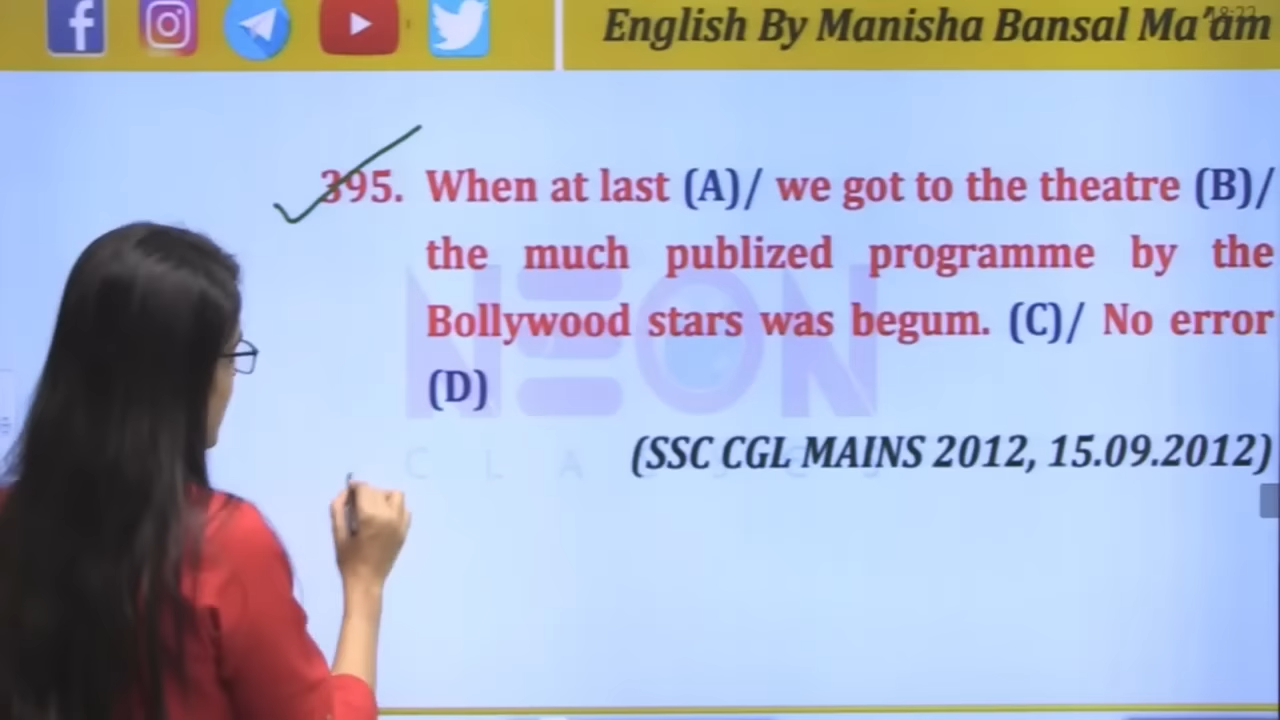 English By Manisha Bansal Ma'am
395. When at last (A)/ we got to the theatre (B)/
the much publized programme by the
Bollywood stars was begum. (C)/ No error
(D)
(SSC CGL MAINS 2012, 15.09.2012)
NEON